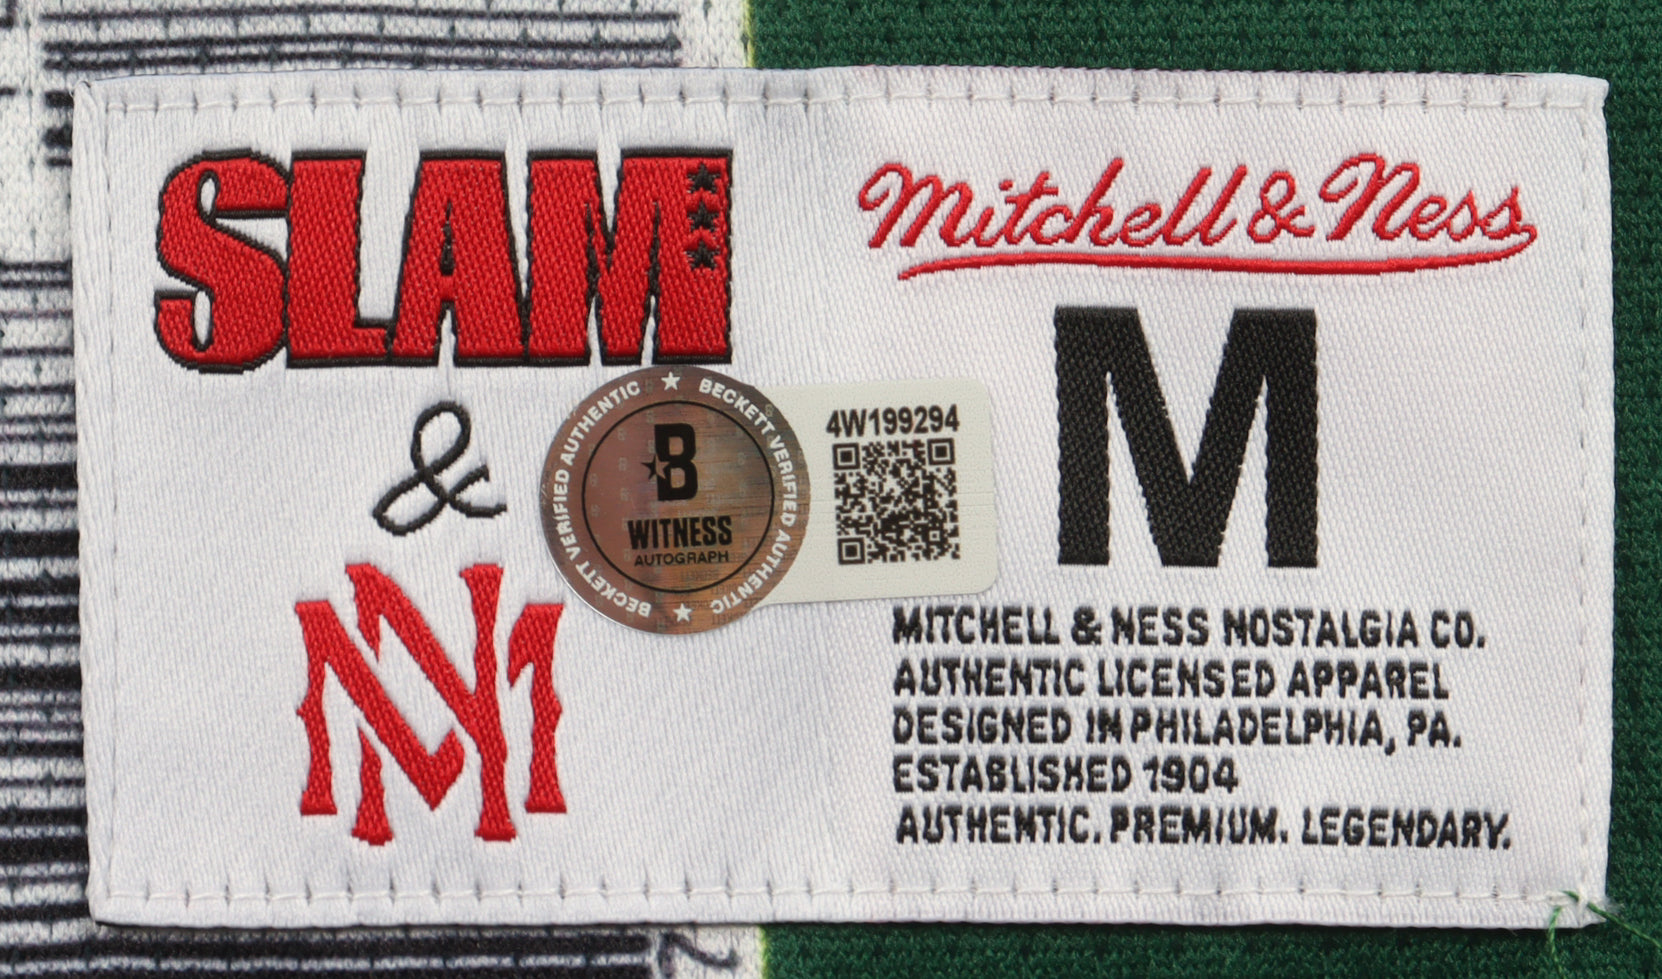 SLAM
&
NM
BECKETT VERIFIED AUTHENTIC ★ BECKETT VERIFIED AUTHENTIC ★
B
WITNESS
AUTOGRAPH
4W199294
Mitchell & Ness
M
MITCHELL & NESS NOSTALGIA CO.
AUTHENTIC LICENSED APPAREL
DESIGNED IN PHILADELPHIA, PA.
ESTABLISHED 1904
AUTHENTIC. PREMIUM. LEGENDARY.